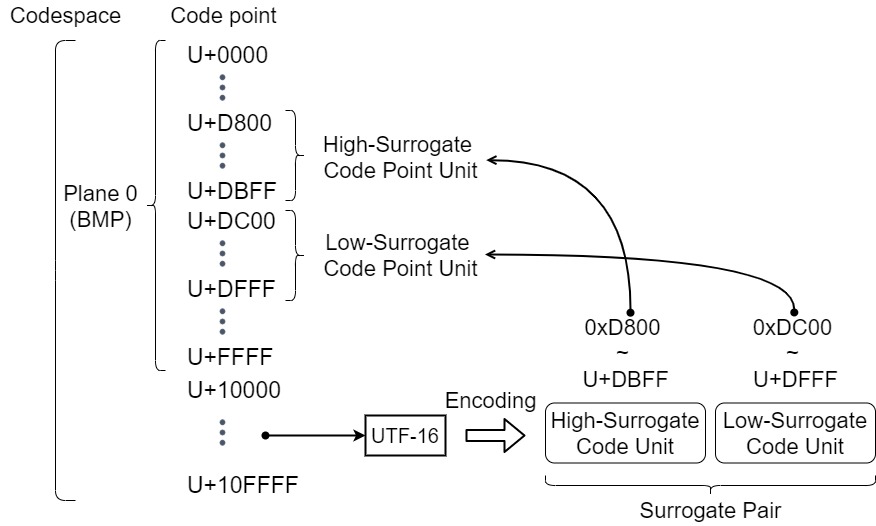 Codespace
Code point
U+0000
U+D800
High-Surrogate
Code Point Unit
U+DBFF
Plane 0
(BMP)
U+DC00
Low-Surrogate
Code Point Unit
U+DFFF
U+FFFF
U+10000
0xD800
~
U+DBFF
0xDC00
~
U+DFFF
UTF-16
Encoding
High-Surrogate
Code Unit
Low-Surrogate
Code Unit
U+10FFFF
Surrogate Pair